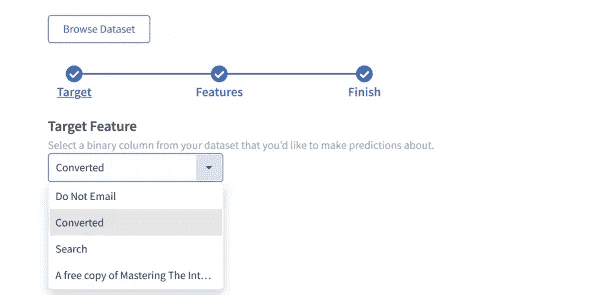 Browse Dataset
Target Features Finish
Target Feature
Select a binary column from your dataset that you'd like to make predictions about.
Converted
Do Not Email
Converted
Search
A free copy of Mastering The Int...